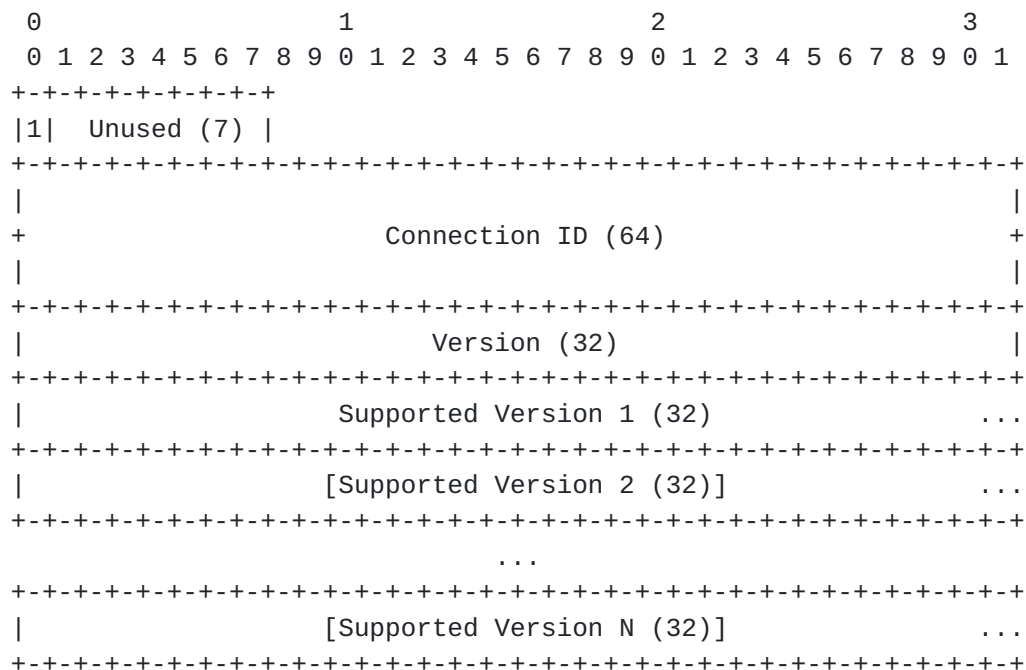 0                   1                   2                   3
 0 1 2 3 4 5 6 7 8 9 0 1 2 3 4 5 6 7 8 9 0 1 2 3 4 5 6 7 8 9 0 1
+-+-+-+-+-+-+-+-+
|1|  Unused (7) |
+-+-+-+-+-+-+-+-+-+-+-+-+-+-+-+-+-+-+-+-+-+-+-+-+-+-+-+-+-+-+-+-+
|                                                               |
+                       Connection ID (64)                      +
|                                                               |
+-+-+-+-+-+-+-+-+-+-+-+-+-+-+-+-+-+-+-+-+-+-+-+-+-+-+-+-+-+-+-+-+
|                          Version (32)                         |
+-+-+-+-+-+-+-+-+-+-+-+-+-+-+-+-+-+-+-+-+-+-+-+-+-+-+-+-+-+-+-+-+
|                    Supported Version 1 (32)                 ...
+-+-+-+-+-+-+-+-+-+-+-+-+-+-+-+-+-+-+-+-+-+-+-+-+-+-+-+-+-+-+-+-+
|                   [Supported Version 2 (32)]                ...
+-+-+-+-+-+-+-+-+-+-+-+-+-+-+-+-+-+-+-+-+-+-+-+-+-+-+-+-+-+-+-+-+
                               ...
+-+-+-+-+-+-+-+-+-+-+-+-+-+-+-+-+-+-+-+-+-+-+-+-+-+-+-+-+-+-+-+-+
|                   [Supported Version N (32)]                ...
+-+-+-+-+-+-+-+-+-+-+-+-+-+-+-+-+-+-+-+-+-+-+-+-+-+-+-+-+-+-+-+-+